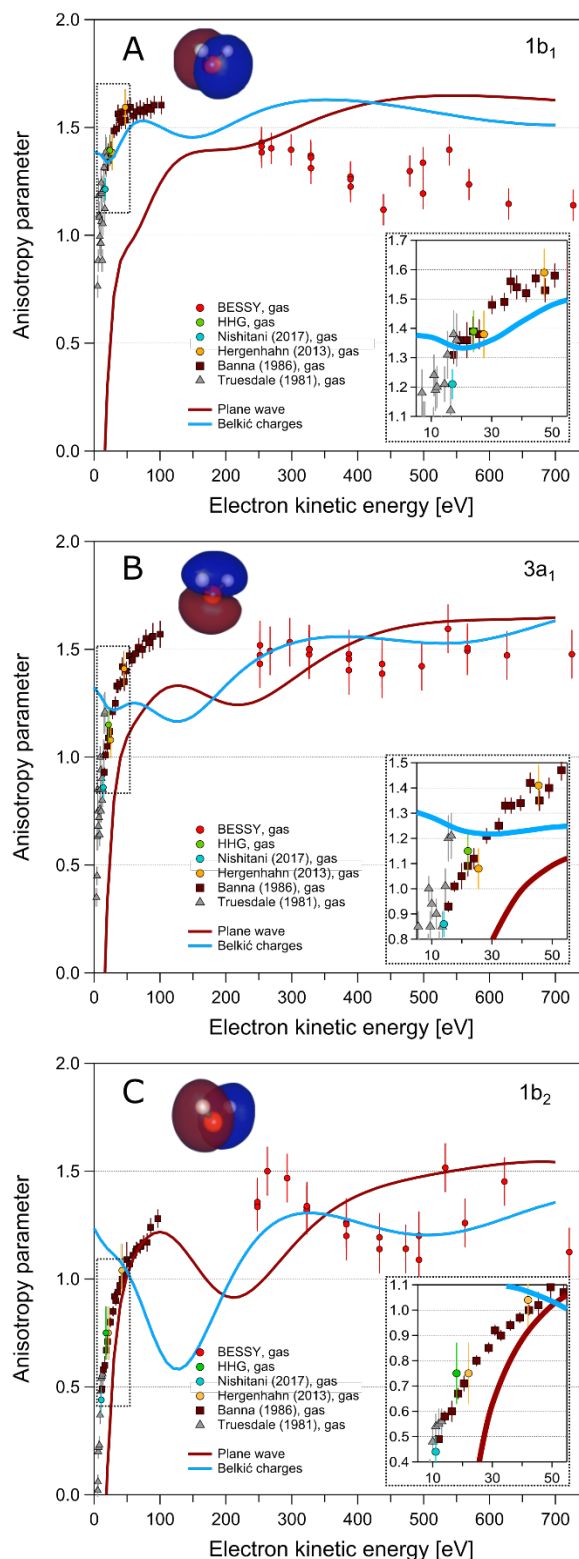 A
1b1
2.0
1.5
1.0
0.5
0.0
Anisotropy parameter
BESSY, gas
HHG, gas
Nishitani (2017), gas
Hergenhahn (2013), gas
Banna (1986), gas
Truesdale (1981), gas
Plane wave
Belkić charges
1.7
1.6
1.5
1.4
1.3
1.2
1.1
10 30 50
0 100 200 300 400 500 600 700
Electron kinetic energy [eV]
B
3a1
2.0
1.5
1.0
0.5
0.0
Anisotropy parameter
BESSY, gas
HHG, gas
Nishitani (2017), gas
Hergenhahn (2013), gas
Banna (1986), gas
Truesdale (1981), gas
Plane wave
Belkić charges
1.5
1.4
1.3
1.2
1.1
1.0
0.9
0.8
10 30 50
0 100 200 300 400 500 600 700
Electron kinetic energy [eV]
C
1b2
2.0
1.5
1.0
0.5
0.0
Anisotropy parameter
BESSY, gas
HHG, gas
Nishitani (2017), gas
Hergenhahn (2013), gas
Banna (1986), gas
Truesdale (1981), gas
Plane wave
Belkić charges
1.1
1.0
0.9
0.8
0.7
0.6
0.5
0.4
10 30 50
0 100 200 300 400 500 600 700
Electron kinetic energy [eV]